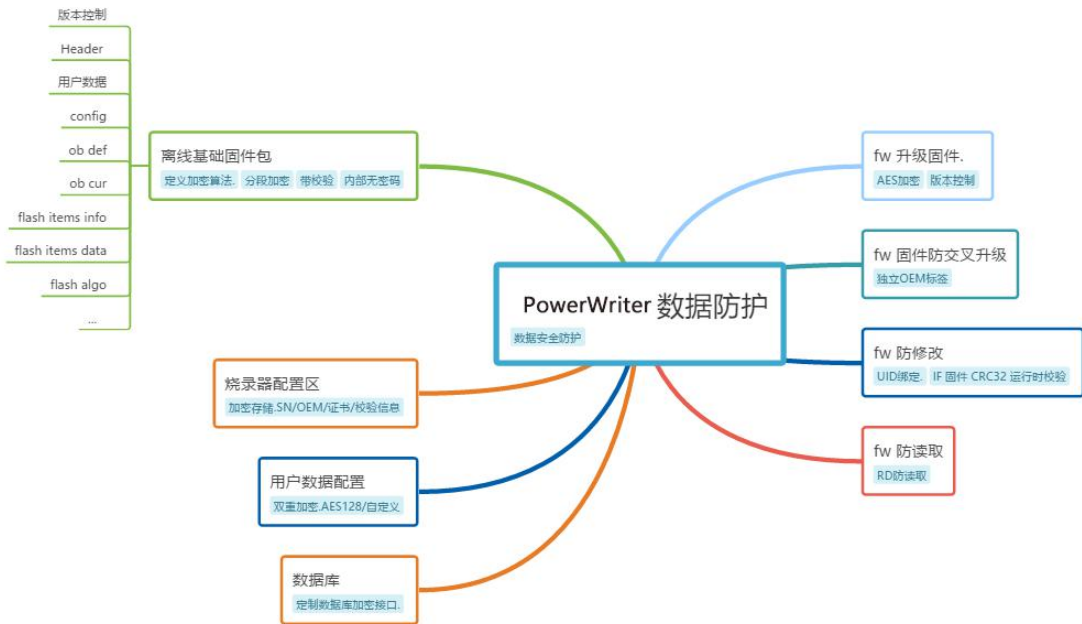 版本控制
Header
用户数据
config
ob def
ob cur
flash items info
flash items data
flash algo
...
离线基础固件包
定义加密算法. 分段加密 带校验 内部无密码
烧录器配置区
加密存储.SN/OEM/证书/校验信息
用户数据配置
双重加密.AES128/自定义
数据库
定制数据库加密接口.
PowerWriter 数据防护
数据安全防护
fw 升级固件.
AES加密 版本控制
fw 固件防交叉升级
独立OEM标签
fw 防修改
UID绑定. IF 固件 CRC32 运行时校验
fw 防读取
RD防读取